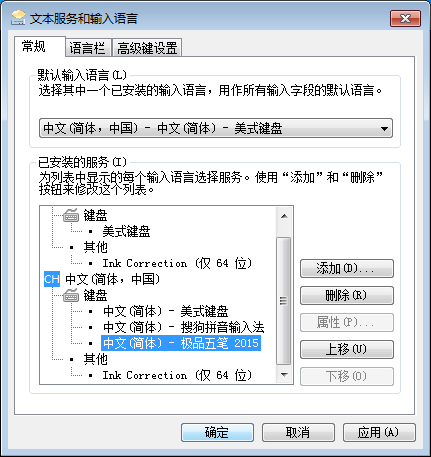 文本服务和输入语言
常规 语言栏 高级键设置
默认输入语言(L)
选择其中一个已安装的输入语言，用作所有输入字段的默认语言。
中文(简体，中国) - 中文(简体) - 美式键盘
已安装的服务(I)
为列表中显示的每个输入语言选择服务。使用“添加”和“删除”
按钮来修改这个列表。
键盘
美式键盘
其他
Ink Correction (仅 64 位)
CH 中文(简体，中国)
键盘
中文(简体) - 美式键盘
中文(简体) - 搜狗拼音输入法
中文(简体) - 极品五笔 2015
其他
Ink Correction (仅 64 位)
添加(D)...
删除(R)
属性(P)...
上移(U)
下移(O)
确定 取消 应用(A)